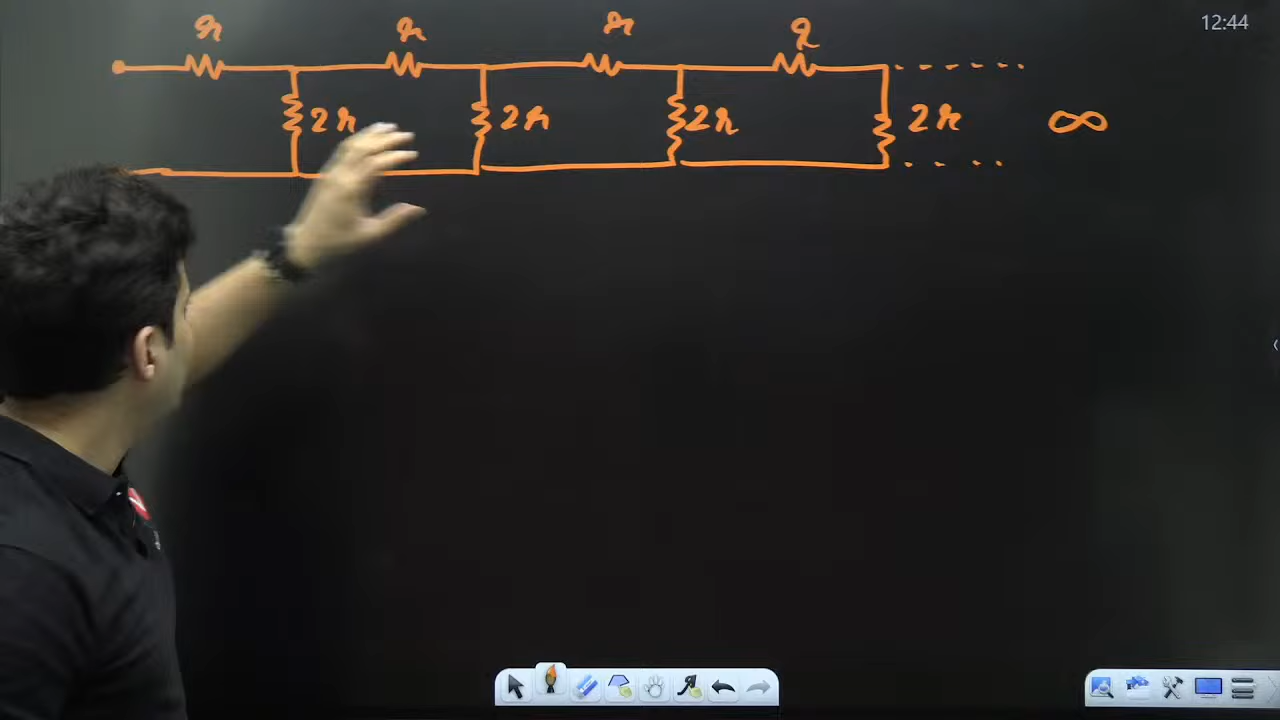 12:44
r r r r
2r 2r 2r 2r ∞